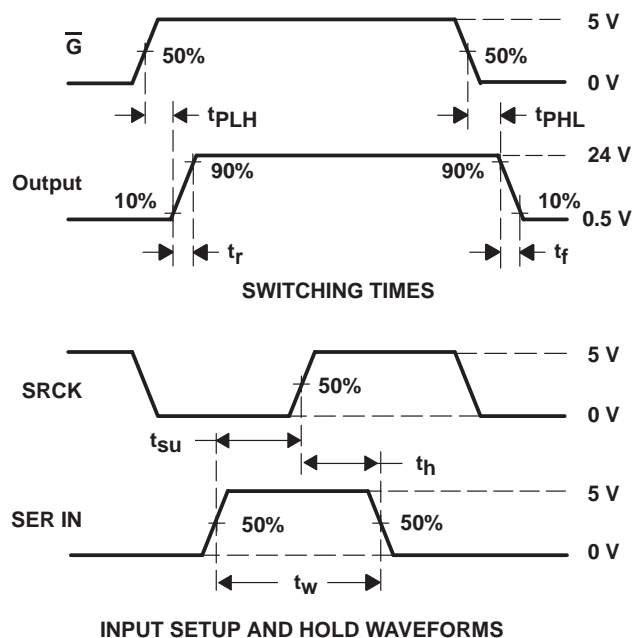 G̅
50%
50%
5 V
0 V
tPLH
tPHL
Output
10%
90%
90%
10%
24 V
0.5 V
tr
tf
SWITCHING TIMES
SRCK
50%
5 V
0 V
tsu
th
SER IN
50%
50%
5 V
0 V
tw
INPUT SETUP AND HOLD WAVEFORMS